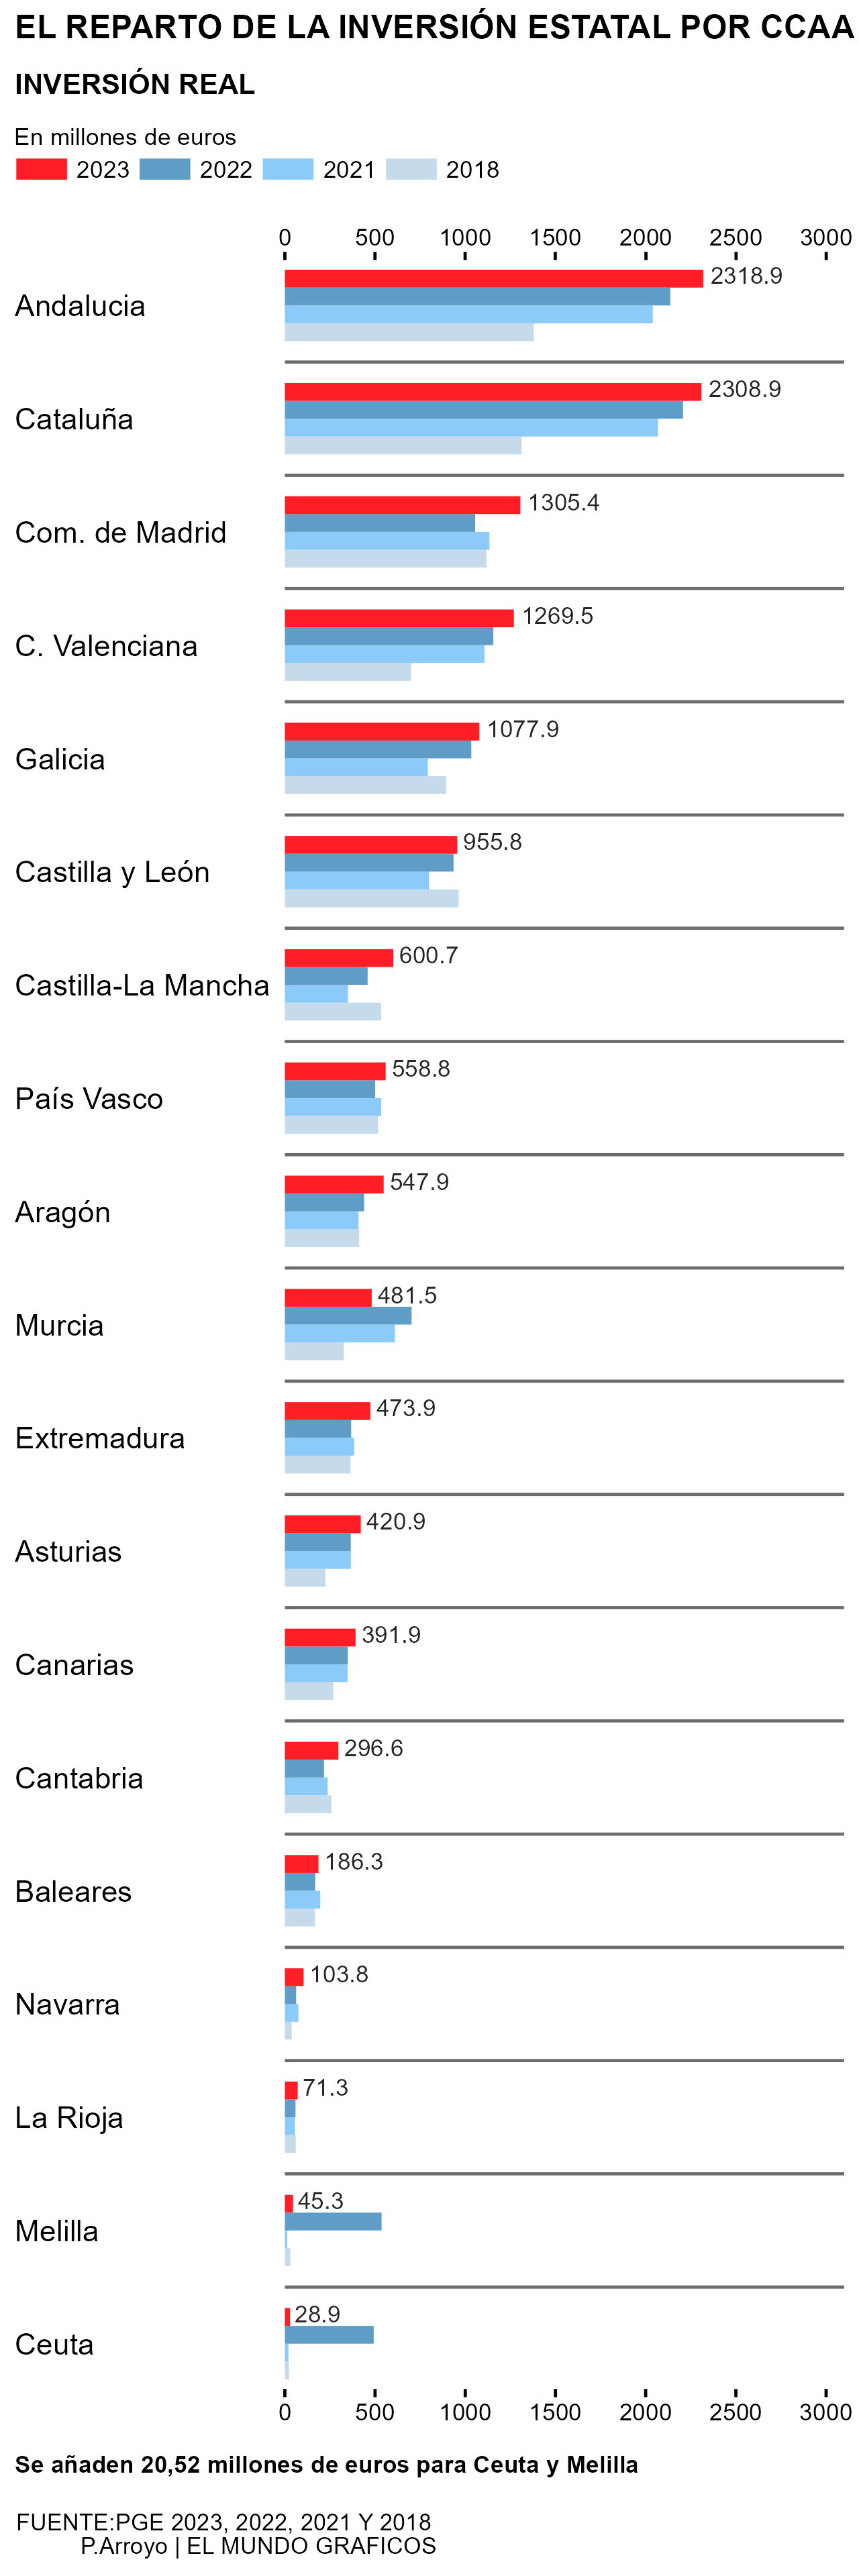 EL REPARTO DE LA INVERSIÓN ESTATAL POR CCAA
INVERSIÓN REAL
En millones de euros
2023 2022 2021 2018
0 500 1000 1500 2000 2500 3000
Andalucia 2318.9
Cataluña 2308.9
Com. de Madrid 1305.4
C. Valenciana 1269.5
Galicia 1077.9
Castilla y León 955.8
Castilla-La Mancha 600.7
País Vasco 558.8
Aragón 547.9
Murcia 481.5
Extremadura 473.9
Asturias 420.9
Canarias 391.9
Cantabria 296.6
Baleares 186.3
Navarra 103.8
La Rioja 71.3
Melilla 45.3
Ceuta 28.9
0 500 1000 1500 2000 2500 3000
Se añaden 20,52 millones de euros para Ceuta y Melilla
FUENTE:PGE 2023, 2022, 2021 Y 2018
P.Arroyo | EL MUNDO GRAFICOS